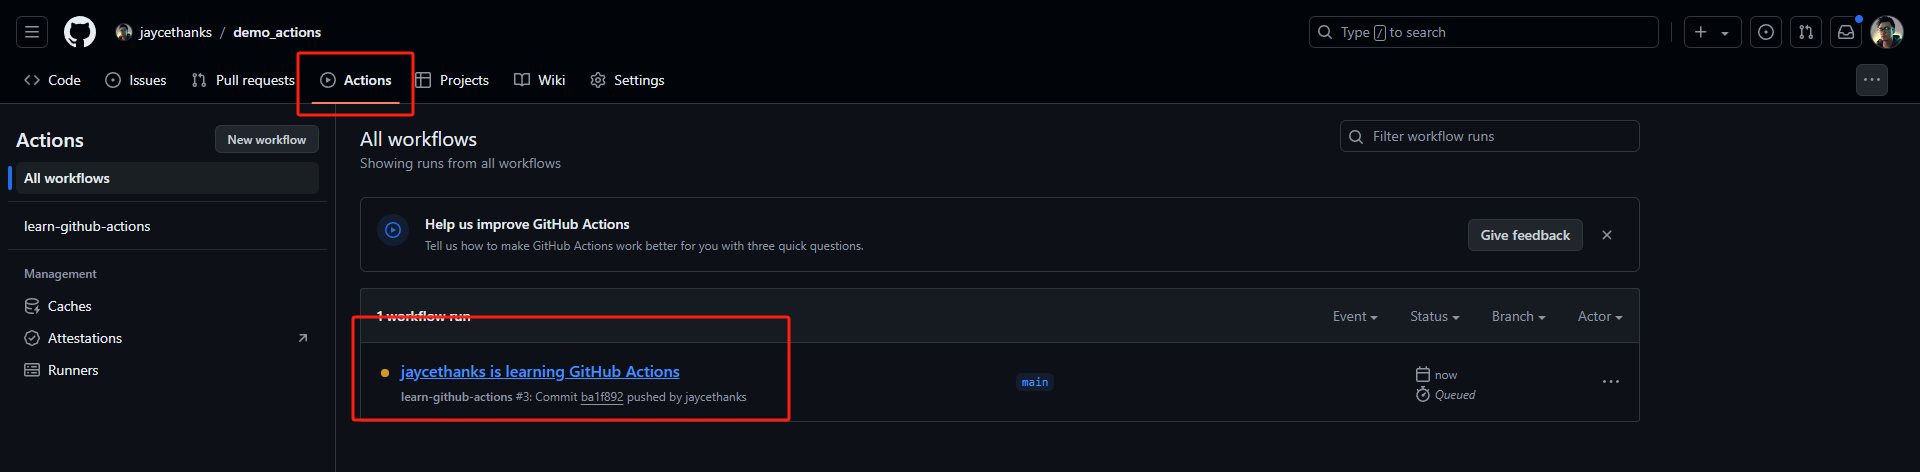 jaycethanks / demo_actions
Type / to search
Code
Issues
Pull requests
Actions
Projects
Wiki
Settings
Actions
New workflow
All workflows
learn-github-actions
Management
Caches
Attestations
Runners
All workflows
Showing runs from all workflows
Filter workflow runs
Help us improve GitHub Actions
Tell us how to make GitHub Actions work better for you with three quick questions.
Give feedback
1 workflow run
Event
Status
Branch
Actor
jaycethanks is learning GitHub Actions
learn-github-actions #3: Commit ba1f892 pushed by jaycethanks
main
now
Queued